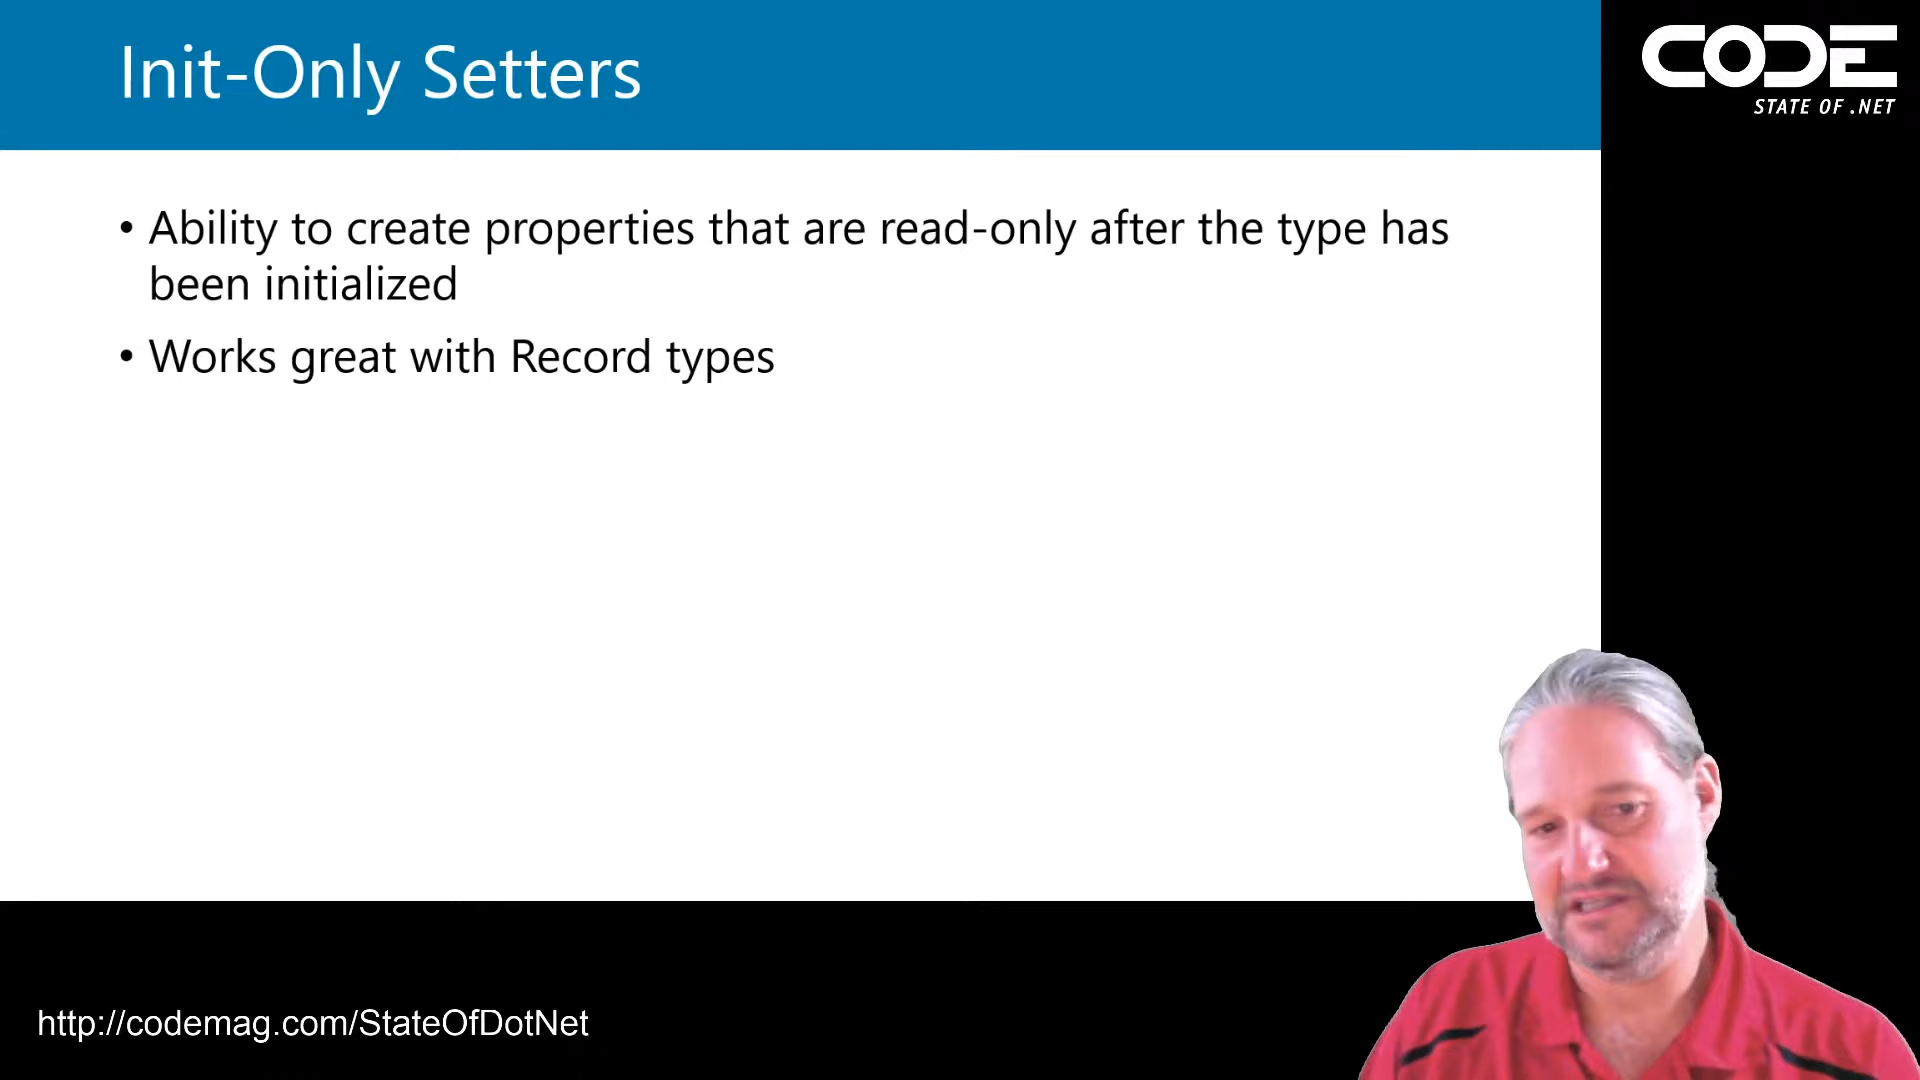 Init-Only Setters
CODE
STATE OF .NET
• Ability to create properties that are read-only after the type has
been initialized
• Works great with Record types
http://codemag.com/StateOfDotNet